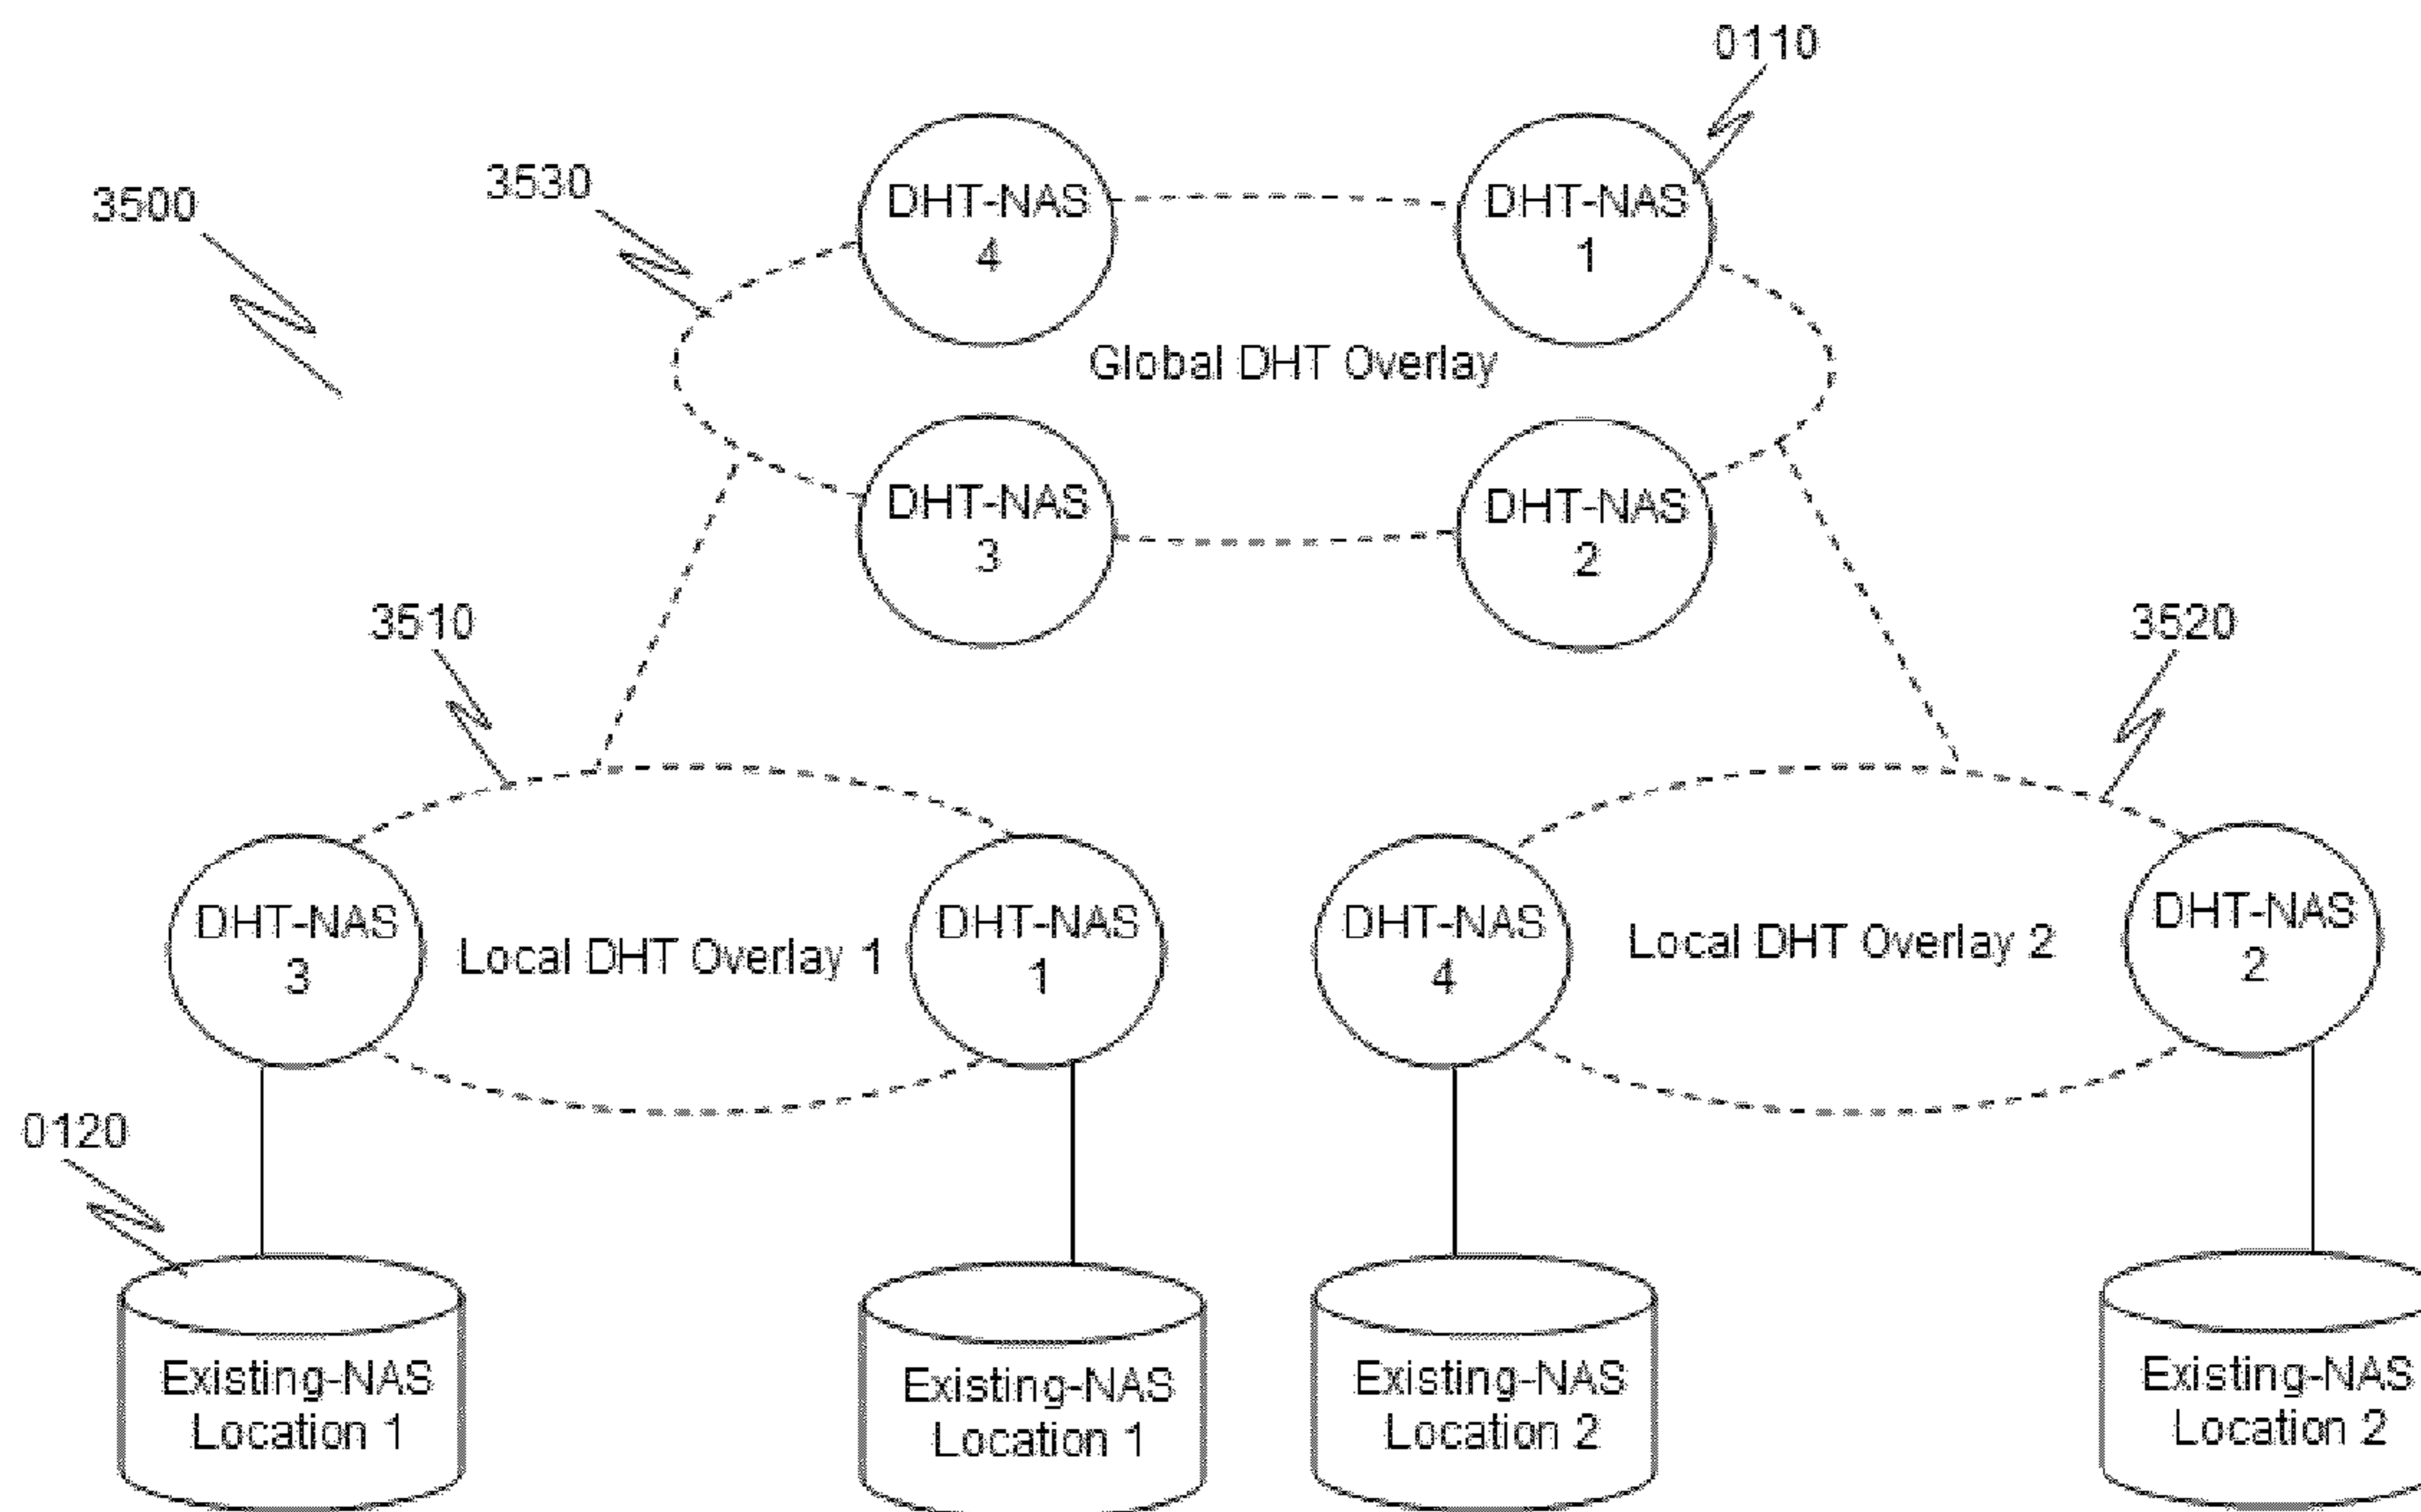 0110
3530
3500
DHT-NAS
4
DHT-NAS
1
Global DHT Overlay
DHT-NAS
3
DHT-NAS
2
3510
3520
DHT-NAS
3
Local DHT Overlay 1
DHT-NAS
1
DHT-NAS
4
Local DHT Overlay 2
DHT-NAS
2
0120
Existing-NAS
Location 1
Existing-NAS
Location 1
Existing-NAS
Location 2
Existing-NAS
Location 2